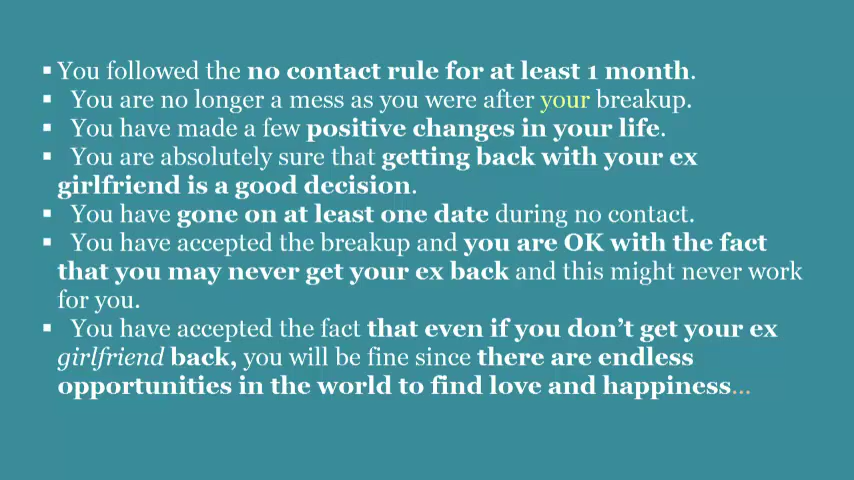 ▪ You followed the no contact rule for at least 1 month.
▪ You are no longer a mess as you were after your breakup.
▪ You have made a few positive changes in your life.
▪ You are absolutely sure that getting back with your ex
girlfriend is a good decision.
▪ You have gone on at least one date during no contact.
▪ You have accepted the breakup and you are OK with the fact
that you may never get your ex back and this might never work
for you.
▪ You have accepted the fact that even if you don’t get your ex
girlfriend back, you will be fine since there are endless
opportunities in the world to find love and happiness…